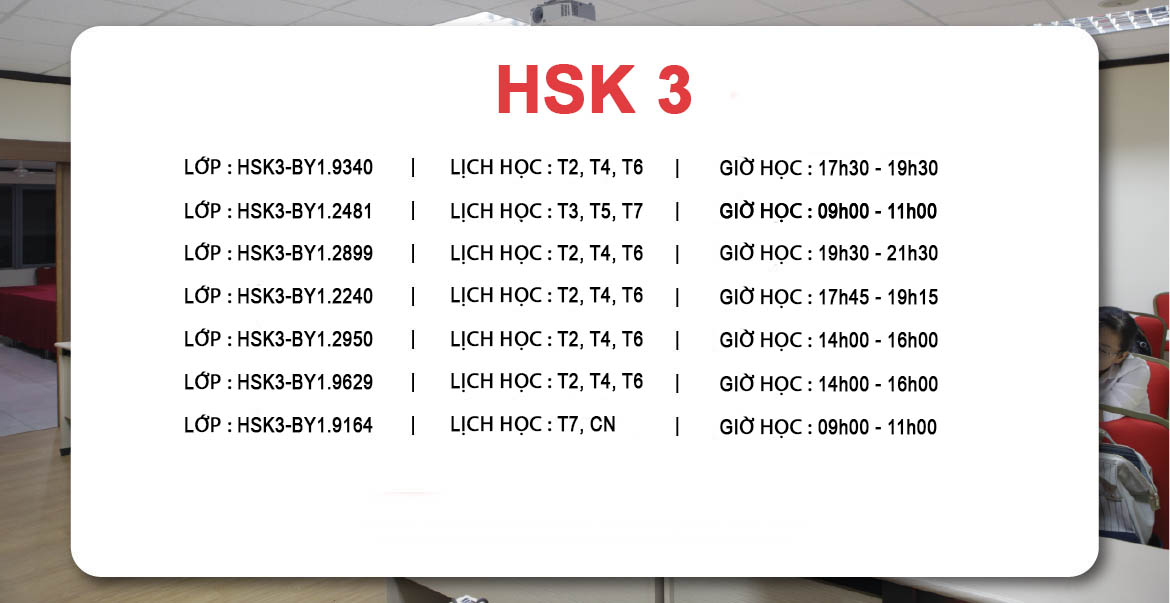 HSK 3
LỚP : HSK3-BY1.9340 | LỊCH HỌC : T2, T4, T6 | GIỜ HỌC : 17h30 - 19h30
LỚP : HSK3-BY1.2481 | LỊCH HỌC : T3, T5, T7 | GIỜ HỌC : 09h00 - 11h00
LỚP : HSK3-BY1.2899 | LỊCH HỌC : T2, T4, T6 | GIỜ HỌC : 19h30 - 21h30
LỚP : HSK3-BY1.2240 | LỊCH HỌC : T2, T4, T6 | GIỜ HỌC : 17h45 - 19h15
LỚP : HSK3-BY1.2950 | LỊCH HỌC : T2, T4, T6 | GIỜ HỌC : 14h00 - 16h00
LỚP : HSK3-BY1.9629 | LỊCH HỌC : T2, T4, T6 | GIỜ HỌC : 14h00 - 16h00
LỚP : HSK3-BY1.9164 | LỊCH HỌC : T7, CN | GIỜ HỌC : 09h00 - 11h00